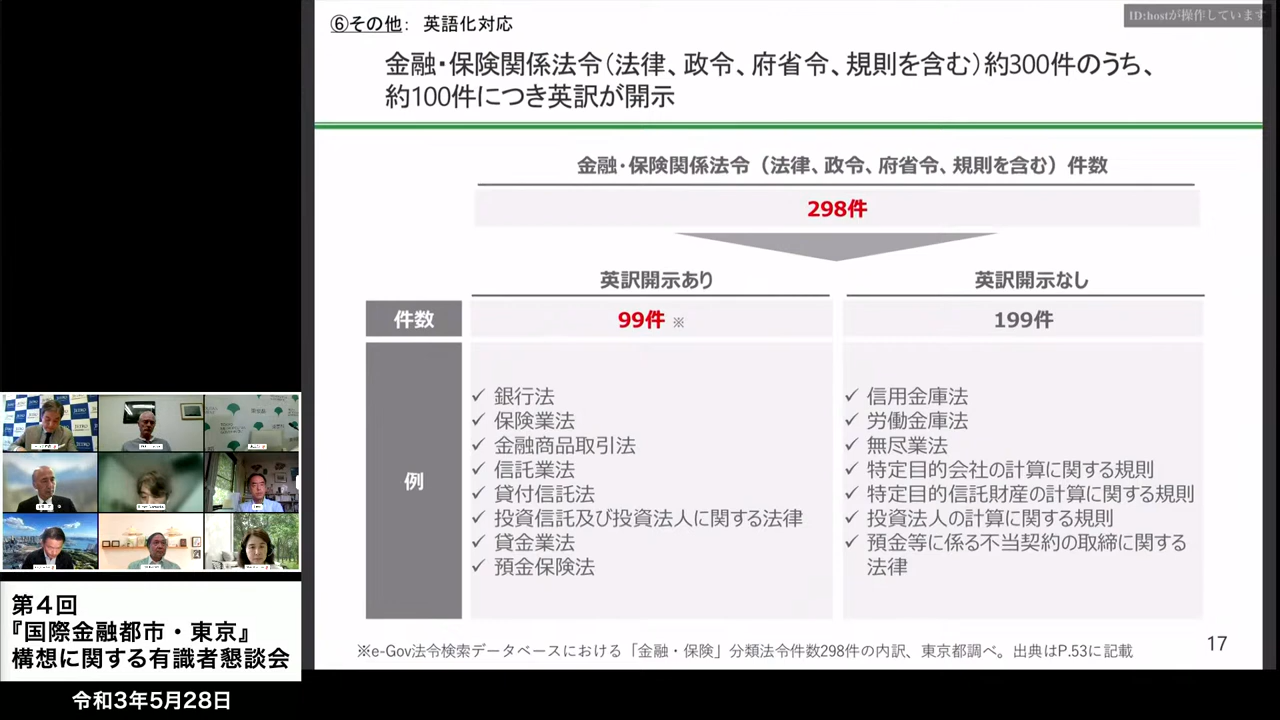 ⑥その他： 英語化対応
ID:hostが操作しています
金融・保険関係法令（法律、政令、府省令、規則を含む）約300件のうち、
約100件につき英訳が開示
金融・保険関係法令（法律、政令、府省令、規則を含む）件数
298件
英訳開示あり
英訳開示なし
件数
99件 ※
199件
例
✓ 銀行法
✓ 保険業法
✓ 金融商品取引法
✓ 信託業法
✓ 貸付信託法
✓ 投資信託及び投資法人に関する法律
✓ 貸金業法
✓ 預金保険法
✓ 信用金庫法
✓ 労働金庫法
✓ 無尽業法
✓ 特定目的会社の計算に関する規則
✓ 特定目的信託財産の計算に関する規則
✓ 投資法人の計算に関する規則
✓ 預金等に係る不当契約の取締に関する
法律
※e-Gov法令検索データベースにおける「金融・保険」分類法令件数298件の内訳、東京都調べ。出典はP.53に記載
17
JETRO
第４回
『国際金融都市・東京』
構想に関する有識者懇談会
令和3年5月28日